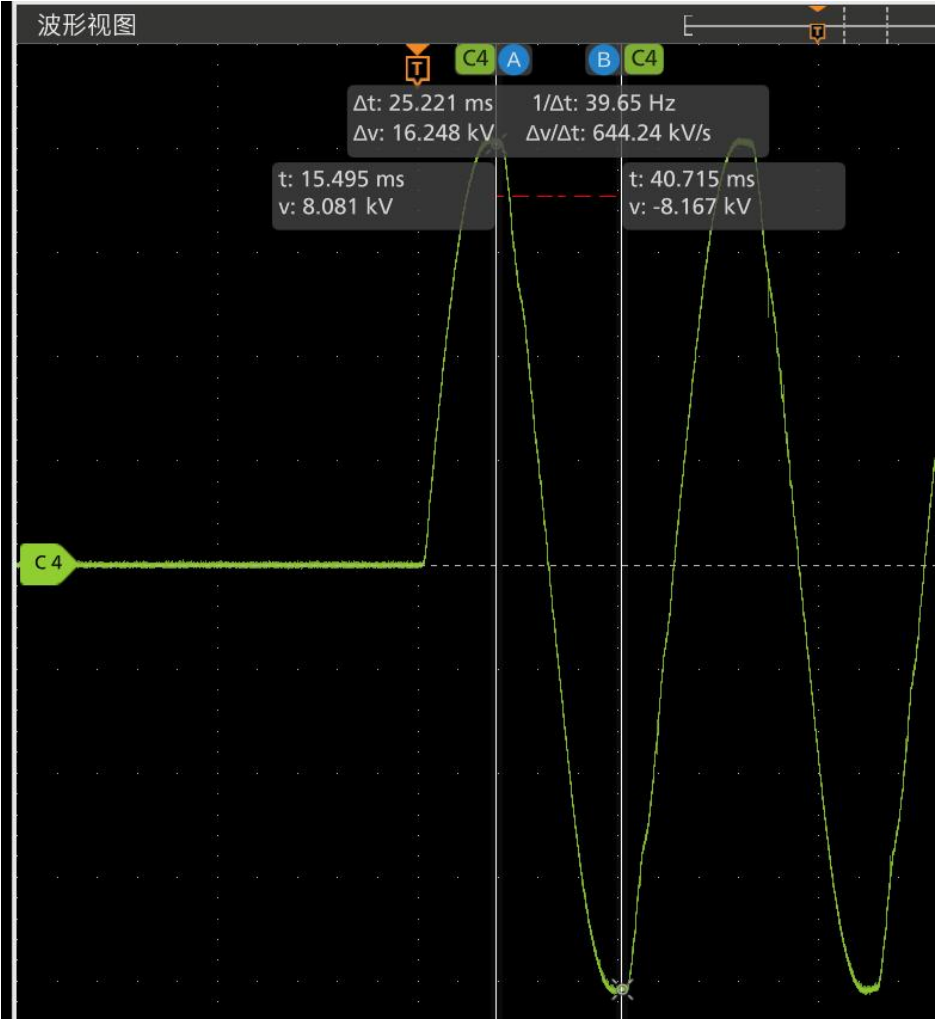 波形视图
T
C4 A B C4
T
Δt: 25.221 ms 1/Δt: 39.65 Hz
Δv: 16.248 kV Δv/Δt: 644.24 kV/s
t: 15.495 ms
v: 8.081 kV
t: 40.715 ms
v: -8.167 kV
C 4